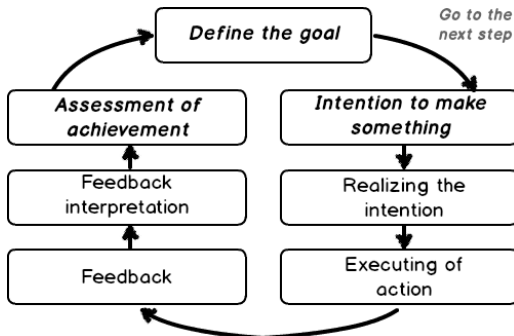 Define the goal
Go to the
next step
Assessment of
achievement
Intention to make
something
Feedback
interpretation
Realizing the
intention
Feedback
Executing of
action